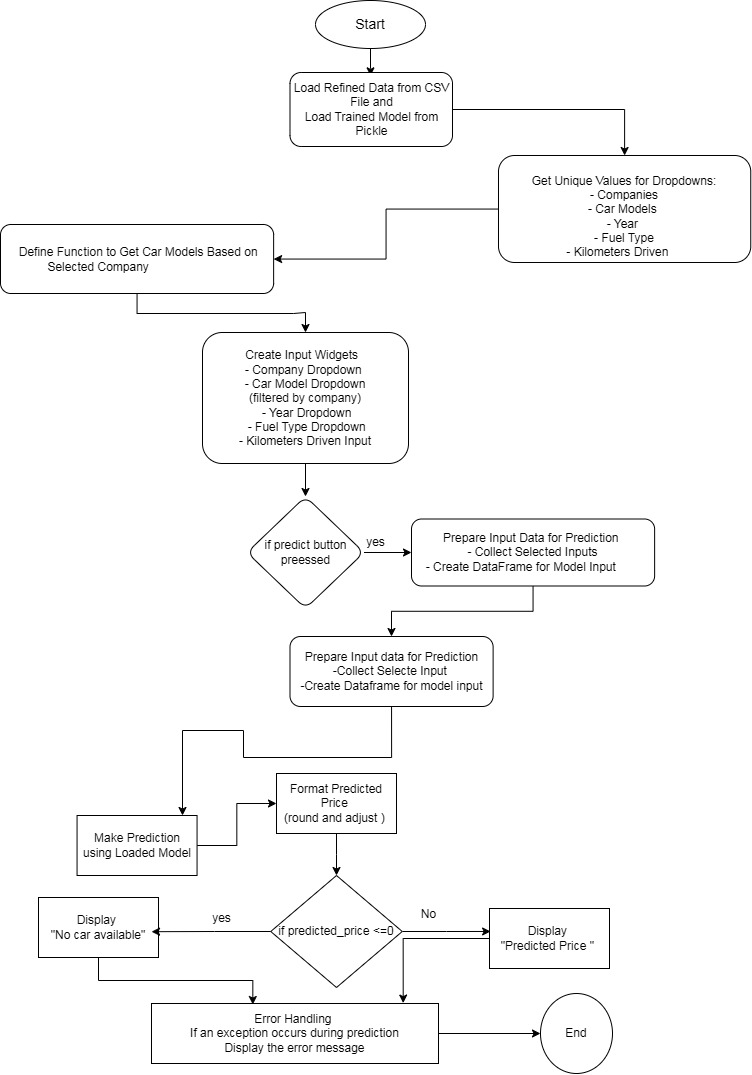 Start
Load Refined Data from CSV
File and
Load Trained Model from
Pickle
Get Unique Values for Dropdowns:
- Companies
- Car Models
- Year
- Fuel Type
- Kilometers Driven
Define Function to Get Car Models Based on
Selected Company
Create Input Widgets
- Company Dropdown
- Car Model Dropdown
(filtered by company)
- Year Dropdown
- Fuel Type Dropdown
- Kilometers Driven Input
if predict button
preessed
yes
Prepare Input Data for Prediction
- Collect Selected Inputs
- Create DataFrame for Model Input
Prepare Input data for Prediction
-Collect Selecte Input
-Create Dataframe for model input
Format Predicted
Price
(round and adjust )
Make Prediction
using Loaded Model
if predicted_price <=0
yes
No
Display
"No car available"
Display
"Predicted Price "
Error Handling
If an exception occurs during prediction
Display the error message
End